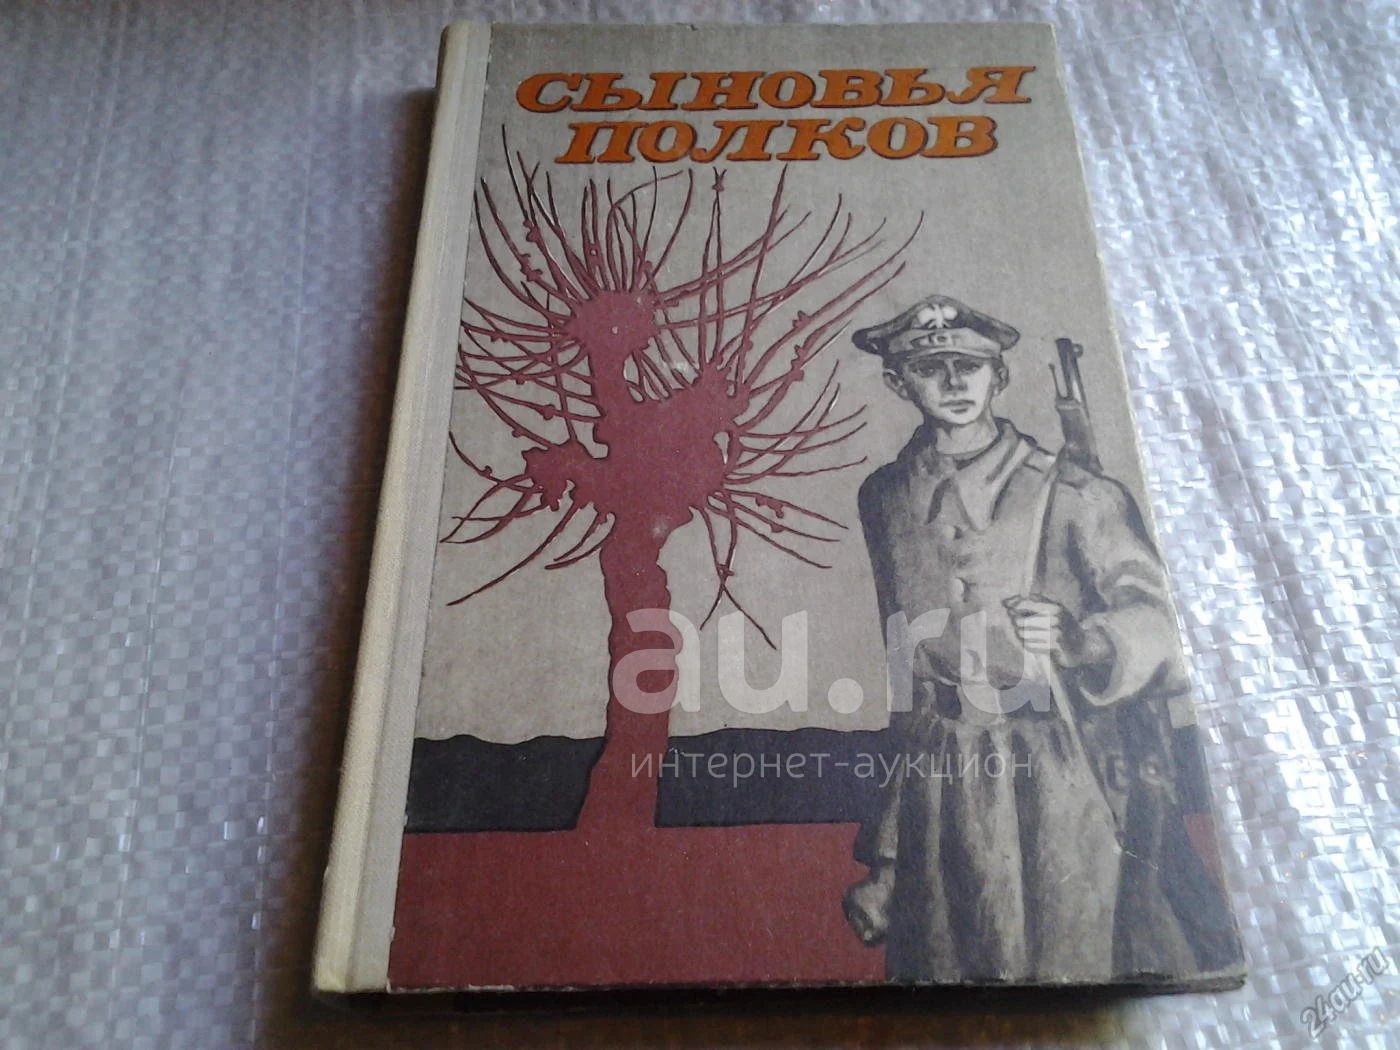 СЫНОВЬЯ
ПОЛКОВ
au.ru
интернет-аукцион
24au.ru